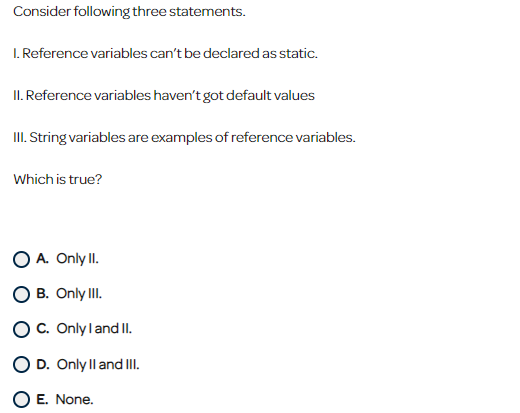 Consider following three statements.
I. Reference variables can't be declared as static.
II. Reference variables haven't got default values
III. String variables are examples of reference variables.
Which is true?
A. Only II.
B. Only III.
C. Only I and II.
D. Only II and III.
E. None.